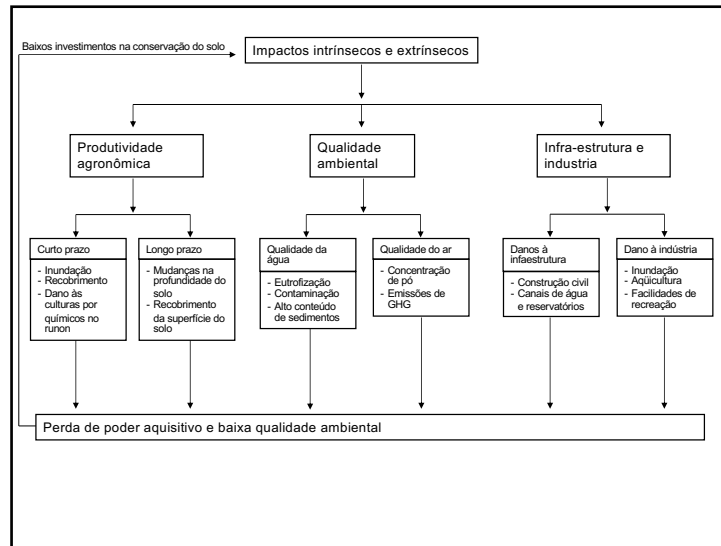 Baixos investimentos na conservação do solo
Impactos intrínsecos e extrínsecos
Produtividade
agronômica
Qualidade
ambiental
Infra-estrutura e
industria
Curto prazo
- Inundação
- Recobrimento
- Dano às
culturas por
químicos no
runon
Longo prazo
- Mudanças na
profundidade do
solo
- Recobrimento
da superfície do
solo
Qualidade da
água
- Eutrofização
- Contaminação
- Alto conteúdo
de sedimentos
Qualidade do ar
- Concentração
de pó
- Emissões de
GHG
Danos à
infaestrutura
- Construção civil
- Canais de água
e reservatórios
Dano à indústria
- Inundação
- Aqüicultura
- Facilidades de
recreação
Perda de poder aquisitivo e baixa qualidade ambiental